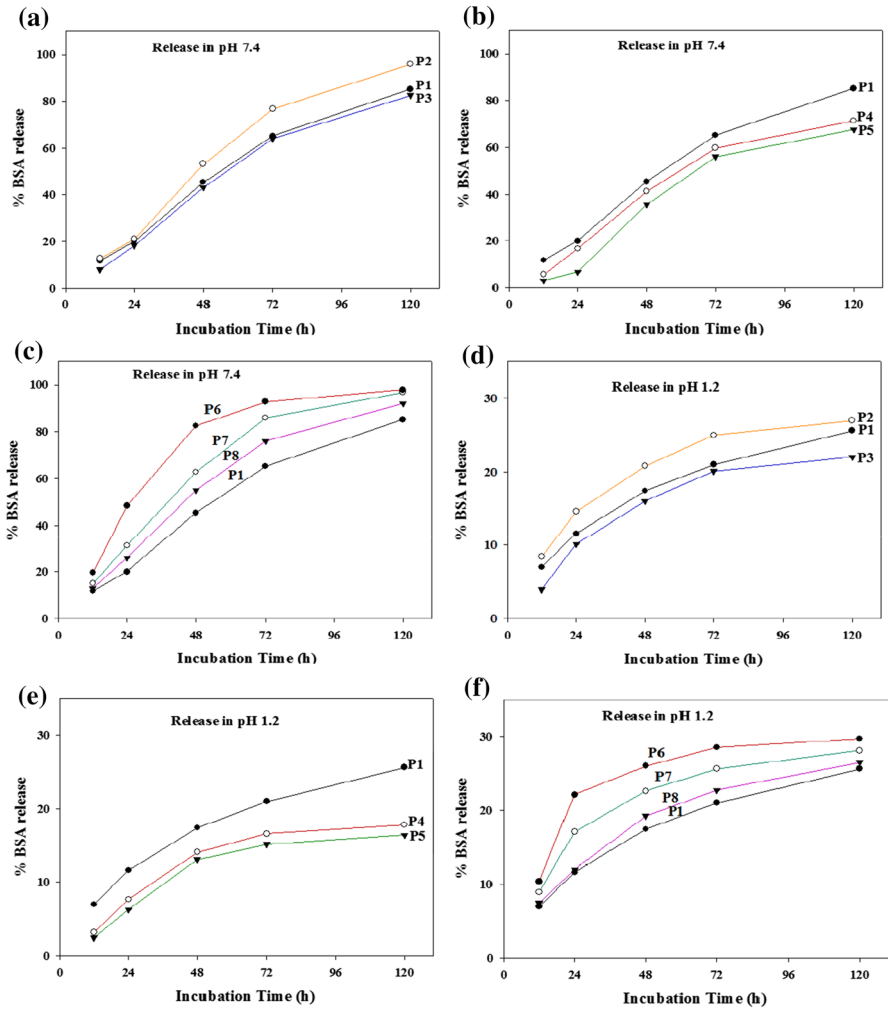 (a)
Release in pH 7.4
100
80
60
40
20
0
% BSA release
P2
P1
P3
0 24 48 72 96 120
Incubation Time (h)
(b)
Release in pH 7.4
100
80
60
40
20
0
% BSA release
P1
P4
P5
0 24 48 72 96 120
Incubation Time (h)
(c)
Release in pH 7.4
100
80
60
40
20
0
% BSA release
P6
P7
P8
P1
0 24 48 72 96 120
Incubation Time (h)
(d)
Release in pH 1.2
30
20
10
0
% BSA release
P2
P1
P3
0 24 48 72 96 120
Incubation Time (h)
(e)
Release in pH 1.2
30
20
10
0
% BSA release
P1
P4
P5
0 24 48 72 96 120
Incubation Time (h)
(f)
Release in pH 1.2
30
20
10
0
% BSA release
P6
P7
P8
P1
0 24 48 72 96 120
Incubation Time (h)